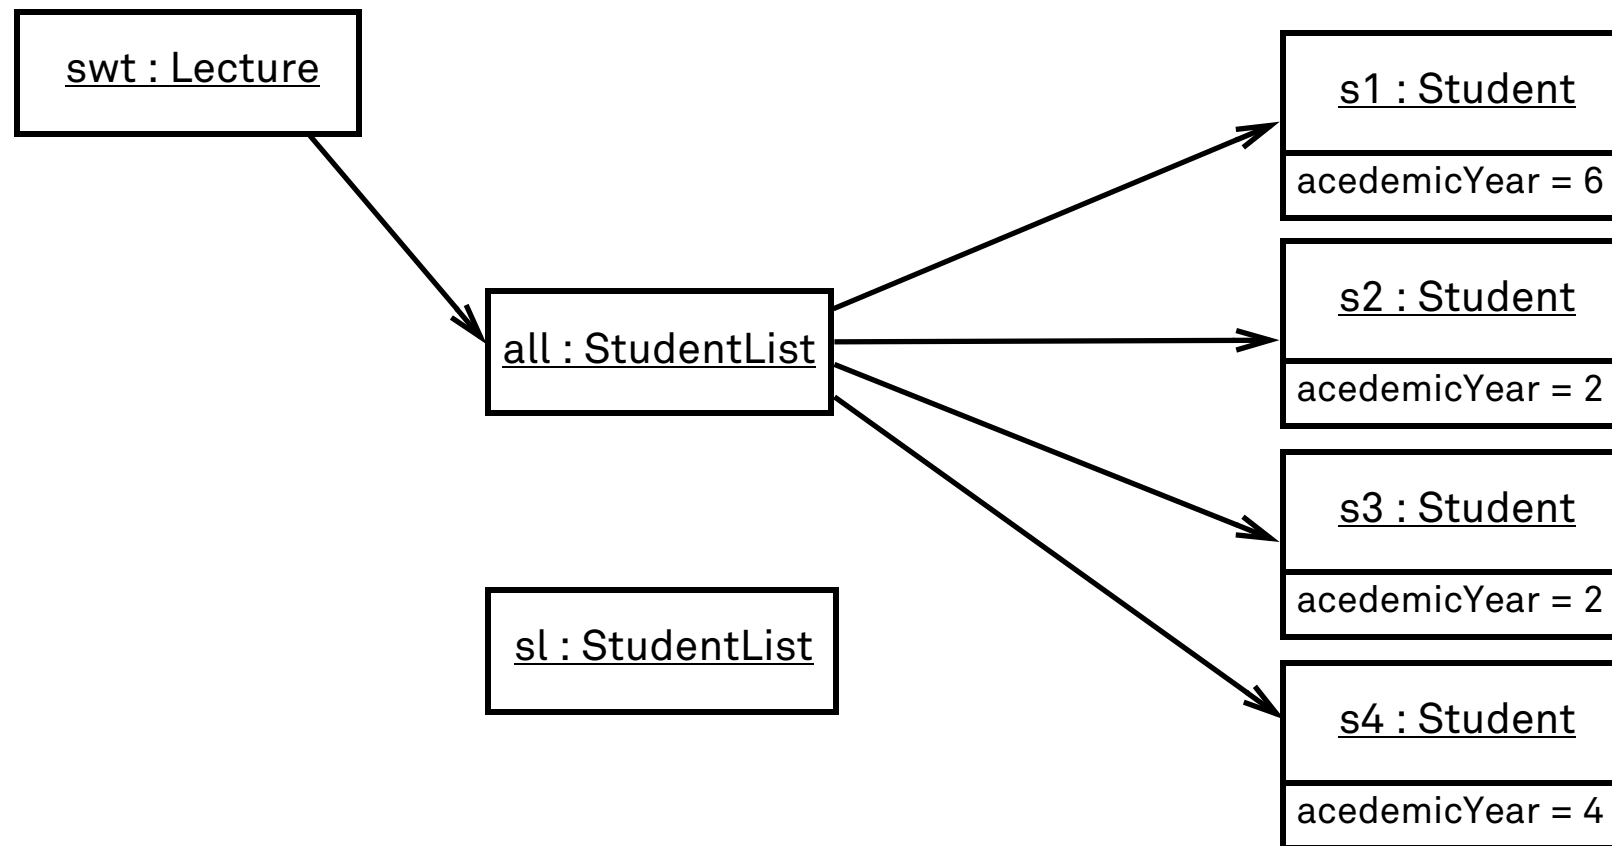 swt : Lecture
s1 : Student
acedemicYear = 6
s2 : Student
all : StudentList
acedemicYear = 2
s3 : Student
acedemicYear = 2
sl : StudentList
s4 : Student
acedemicYear = 4